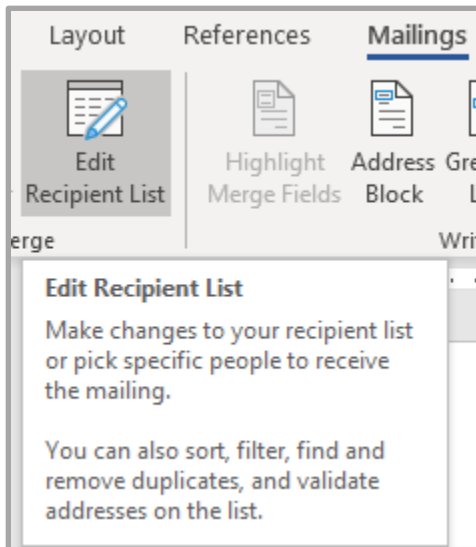 Layout References Mailings
Edit
Recipient List
Highlight
Merge Fields
Address
Block
Edit Recipient List
Make changes to your recipient list
or pick specific people to receive
the mailing.
You can also sort, filter, find and
remove duplicates, and validate
addresses on the list.